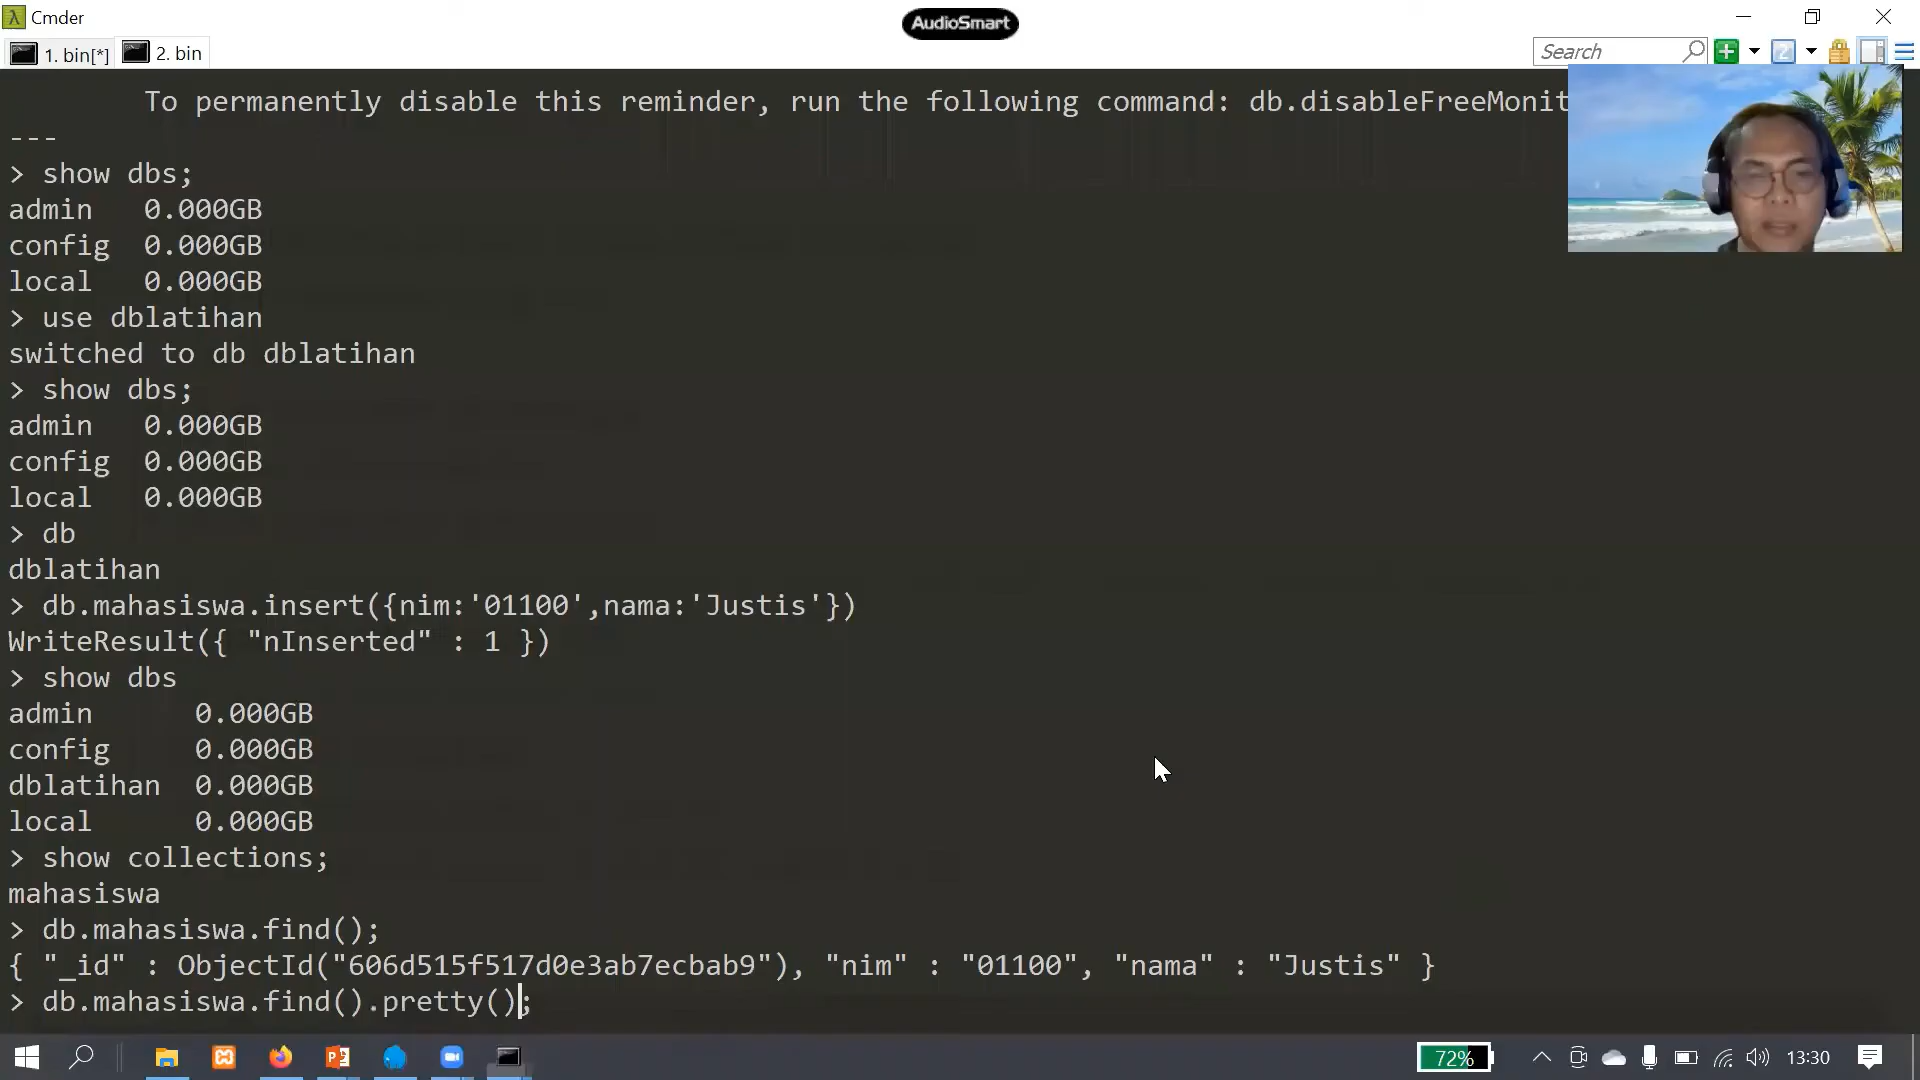 Cmder
AudioSmart
1. bin[*]
2. bin
Search
To permanently disable this reminder, run the following command: db.disableFreeMonit
---
> show dbs;
admin 0.000GB
config 0.000GB
local 0.000GB
> use dblatihan
switched to db dblatihan
> show dbs;
admin 0.000GB
config 0.000GB
local 0.000GB
> db
dblatihan
> db.mahasiswa.insert({nim:'01100',nama:'Justis'})
WriteResult({ "nInserted" : 1 })
> show dbs
admin 0.000GB
config 0.000GB
dblatihan 0.000GB
local 0.000GB
> show collections;
mahasiswa
> db.mahasiswa.find();
{ "_id" : ObjectId("606d515f517d0e3ab7ecbab9"), "nim" : "01100", "nama" : "Justis" }
> db.mahasiswa.find().pretty();
72%
13:30